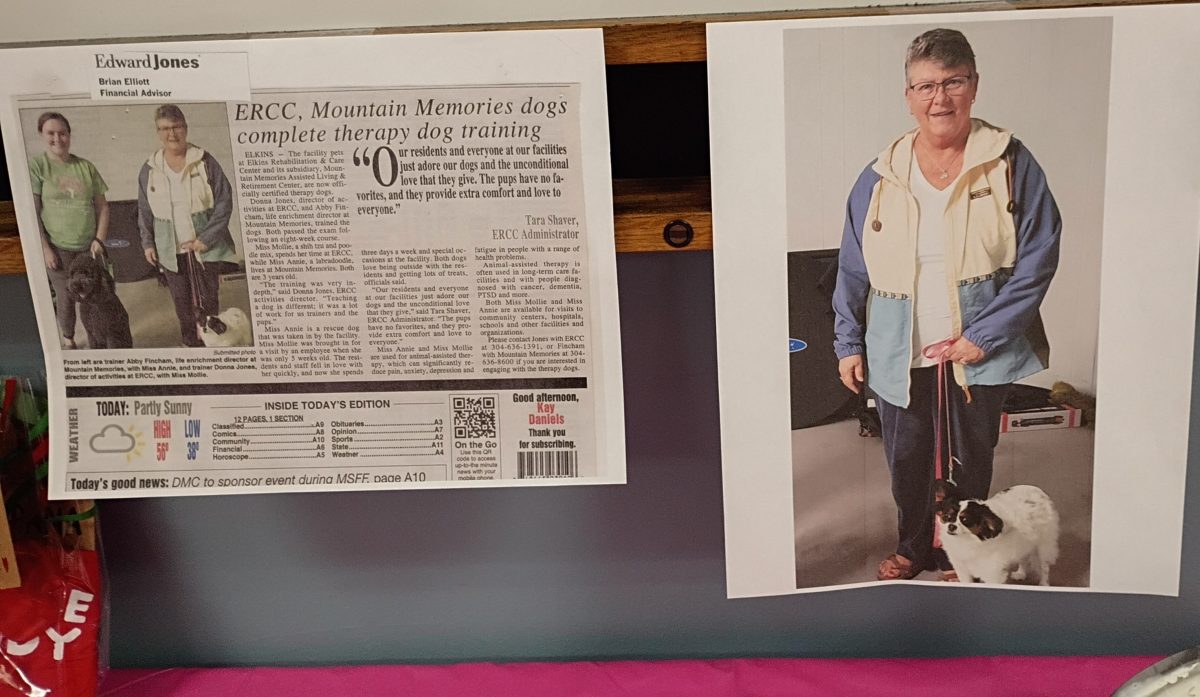 Edward Jones
Brian Elliott
Financial Advisor
ERCC, Mountain Memories dogs
complete therapy dog training
ELKINS — The facility pets
at Elkins Rehabilitation & Care
Center and its subsidiary, Moun-
tain Memories Assisted Living &
Retirement Center, are now offi-
cially certified therapy dogs.
Donna Jones, director of ac-
tivities at ERCC, and Abby Fin-
cham, life enrichment director at
Mountain Memories, trained the
dogs. Both passed the exam fol-
lowing an eight-week course.
Miss Mollie, a shih tzu and poo-
dle mix, spends her time at ERCC,
while Miss Annie, a labradoodle,
lives at Mountain Memories. Both
are 3 years old.
"The training was very in-
depth," said Donna Jones, ERCC
activities director. "Teaching
a dog is different; it was a lot
of work for us trainers and the
pups."
Miss Annie is a rescue dog
that was taken in by the facility.
Miss Mollie was brought in for
a visit by an employee when she
was only 5 weeks old. The resi-
dents and staff fell in love with
her quickly, and now she spends
"Our residents and everyone at our facilities
just adore our dogs and the unconditional
love that they give. The pups have no fa-
vorites, and they provide extra comfort and love to
everyone."
Tara Shaver,
ERCC Administrator
three days a week and special oc-
casions at the facility. Both dogs
love being outside with the res-
idents and getting lots of treats,
officials said.
"Our residents and everyone
at our facilities just adore our
dogs and the unconditional love
that they give," said Tara Shaver,
ERCC Administrator. "The pups
have no favorites, and they pro-
vide extra comfort and love to
everyone."
Miss Annie and Miss Mollie
are used for animal-assisted ther-
apy, which can significantly re-
duce pain, anxiety, depression and
fatigue in people with a range of
health problems.
Animal-assisted therapy is
often used in long-term care fa-
cilities and with people diag-
nosed with cancer, dementia,
PTSD and more.
Both Miss Mollie and Miss
Annie are available for visits to
community centers, hospitals,
schools and other facilities and
organizations.
Please contact Jones with ERCC
at 304-636-1391, or Fincham
with Mountain Memories at 304-
636-8600 if you are interested in
engaging with the therapy dogs.
Submitted photo
From left are trainer Abby Fincham, life enrichment director at
Mountain Memories, with Miss Annie, and trainer Donna Jones,
director of activities at ERCC, with Miss Mollie.
WEATHER
TODAY: Partly Sunny
HIGH LOW
56° 38°
INSIDE TODAY'S EDITION
12 PAGES, 1 SECTION
Classified A9
Comics A8
Community A10
Financial A6
Horoscope A5
Obituaries A3
Opinion A7
Sports A2
State A11
Weather A4
On the Go
Use this QR
code to access
up-to-the minute
news with your
mobile phone
Good afternoon,
Kay
Daniels
Thank you
for subscribing.
Today's good news: DMC to sponsor event during MSFF, page A10